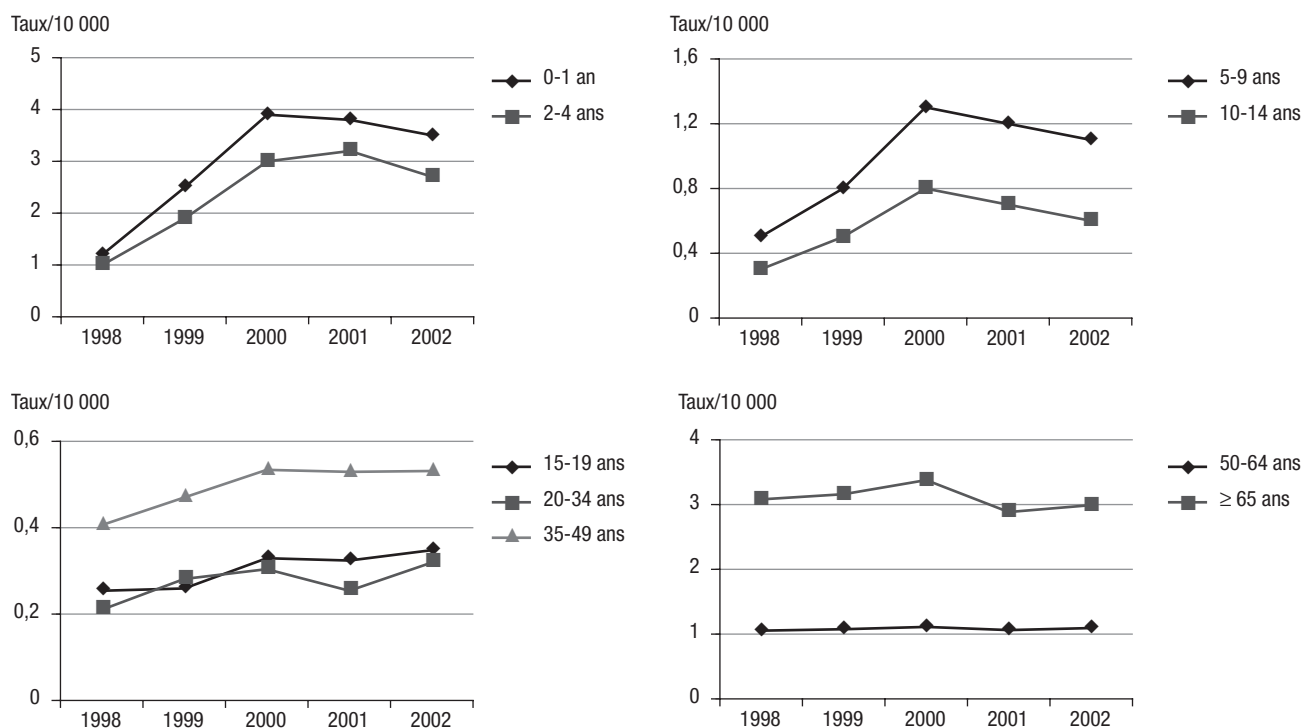 Taux/10 000
5
4
3
2
1
0
1998 1999 2000 2001 2002
0-1 an
2-4 ans
Taux/10 000
1,6
1,2
0,8
0,4
0
1998 1999 2000 2001 2002
5-9 ans
10-14 ans
Taux/10 000
0,6
0,4
0,2
0
1998 1999 2000 2001 2002
15-19 ans
20-34 ans
35-49 ans
Taux/10 000
4
3
2
1
0
1998 1999 2000 2001 2002
50-64 ans
≥ 65 ans